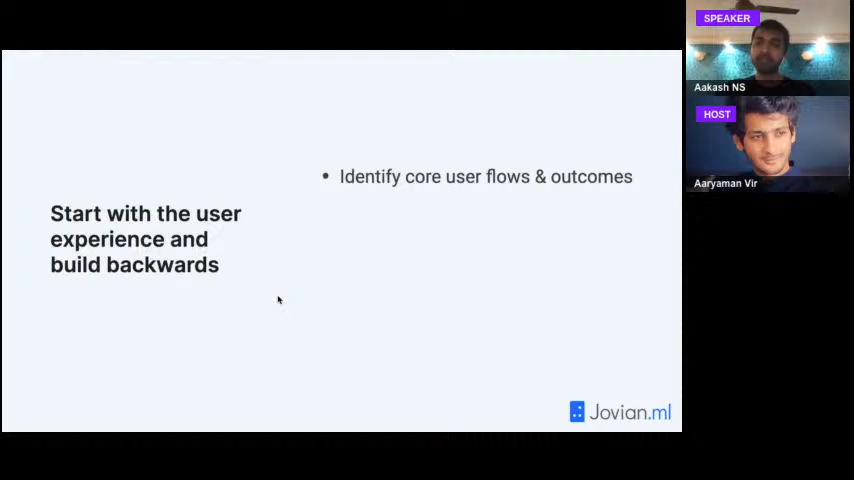 SPEAKER
Aakash NS
HOST
Aaryaman Vir
• Identify core user flows & outcomes
Start with the user
experience and
build backwards
Jovian.ml